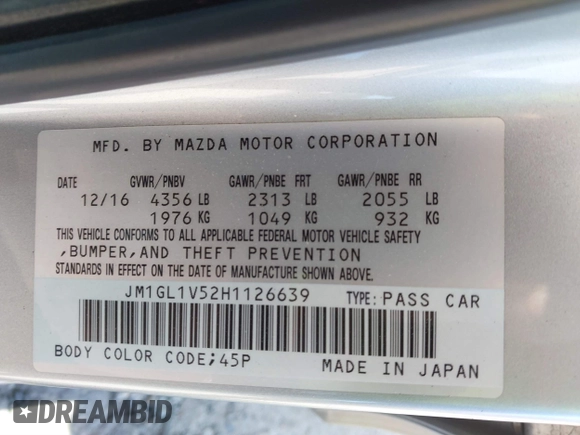 MFD. BY MAZDA MOTOR CORPORATION
DATE GVWR/PNBV GAWR/PNBE FRT GAWR/PNBE RR
12/16 4356 LB 2313 LB 2055 LB
1976 KG 1049 KG 932 KG
THIS VEHICLE CONFORMS TO ALL APPLICABLE FEDERAL MOTOR VEHICLE SAFETY
,BUMPER,AND THEFT PREVENTION
STANDARDS IN EFFECT ON THE DATE OF MANUFACTURE SHOWN ABOVE.
JM1GL1V52H1126639 TYPE: PASS CAR
BODY COLOR CODE;45P MADE IN JAPAN
DREAMBID